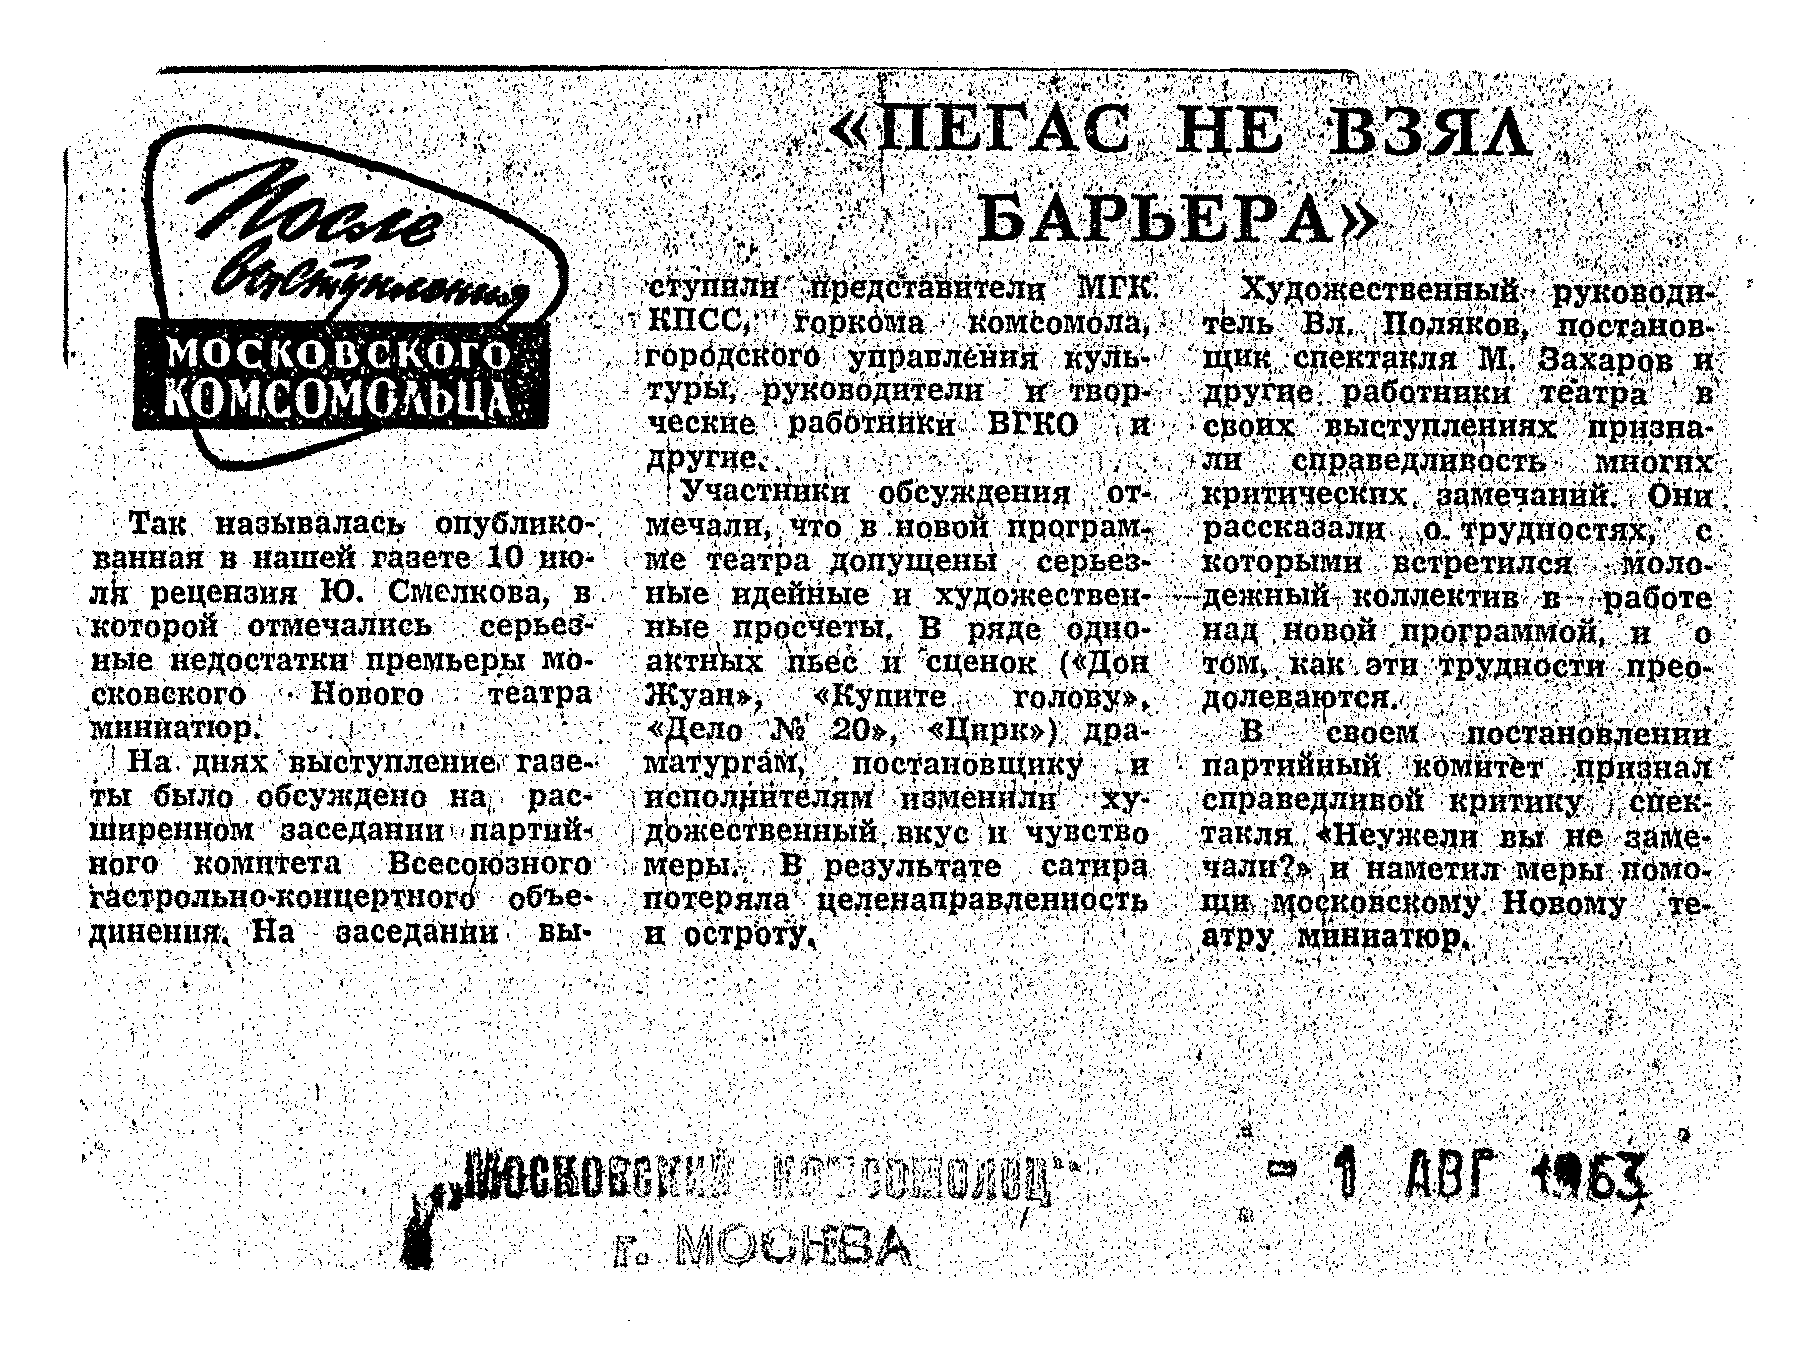 «ПЕГАС НЕ ВЗЯЛ
БАРЬЕРА»
После
выступления
МОСКОВСКОГО
КОМСОМОЛЬЦА
Так называлась опублико-
ванная в нашей газете 10 ию-
ля рецензия Ю. Смелкова, в
которой отмечались серьез-
ные недостатки премьеры мо-
сковского Нового театра
миниатюр.
На днях выступление газе-
ты было обсуждено на рас-
ширенном заседании партий-
ного комитета Всесоюзного
гастрольно-концертного объе-
динения. На заседании вы-
ступили представители МГК
КПСС, горкома комсомола,
городского управления куль-
туры, руководители и твор-
ческие работники ВГКО и
другие.
Участники обсуждения от-
мечали, что в новой програм-
ме театра допущены серьез-
ные идейные и художествен-
ные просчеты. В ряде одно-
актных пьес и сценок («Дон
Жуан», «Купите голову»,
«Дело № 20», «Цирк») дра-
матургам, постановщику и
исполнителям изменили ху-
дожественный вкус и чувство
меры. В результате сатира
потеряла целенаправленность
и остроту.
Художественный руководи-
тель Вл. Поляков, постанов-
щик спектакля М. Захаров и
другие работники театра в
своих выступлениях призна-
ли справедливость многих
критических замечаний. Они
рассказали о трудностях, с
которыми встретился моло-
дежный коллектив в работе
над новой программой, и о
том, как эти трудности прео-
долеваются.
В своем постановлении
партийный комитет признал
справедливой критику спек-
такля «Неужели вы не заме-
чали?» и наметил меры помо-
щи московскому Новому те-
атру миниатюр.
"Московский комсомолец"
г. МОСКВА
- 1 АВГ 1963